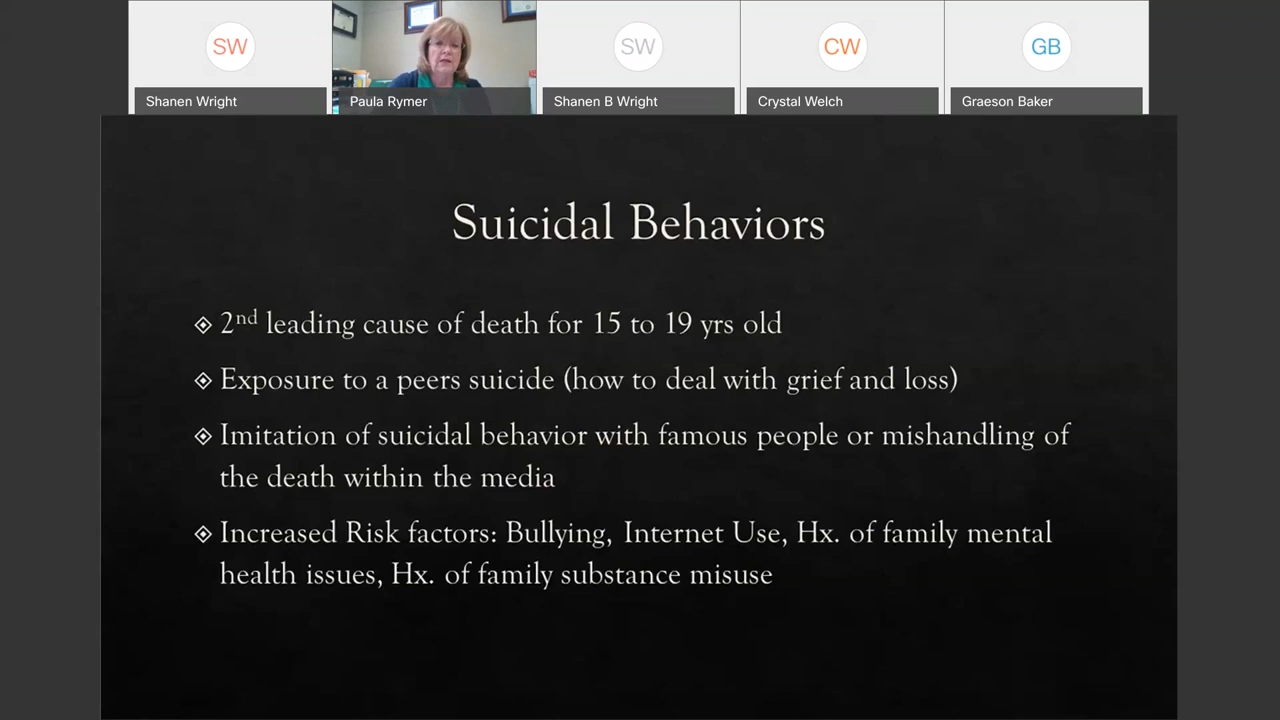 SW
SW
CW
GB
Shanen Wright
Paula Rymer
Shanen B Wright
Crystal Welch
Graeson Baker
Suicidal Behaviors
2nd leading cause of death for 15 to 19 yrs old
Exposure to a peers suicide (how to deal with grief and loss)
Imitation of suicidal behavior with famous people or mishandling of
the death within the media
Increased Risk factors: Bullying, Internet Use, Hx. of family mental
health issues, Hx. of family substance misuse